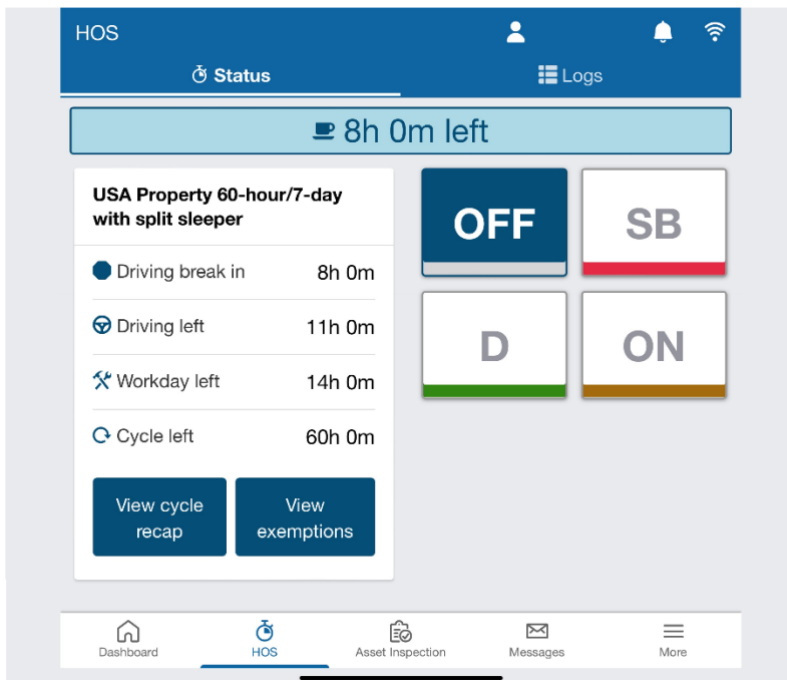 HOS
Status
Logs
8h 0m left
USA Property 60-hour/7-day
with split sleeper
Driving break in 8h 0m
Driving left 11h 0m
Workday left 14h 0m
Cycle left 60h 0m
View cycle
recap
View
exemptions
OFF
SB
D
ON
Dashboard
HOS
Asset Inspection
Messages
More